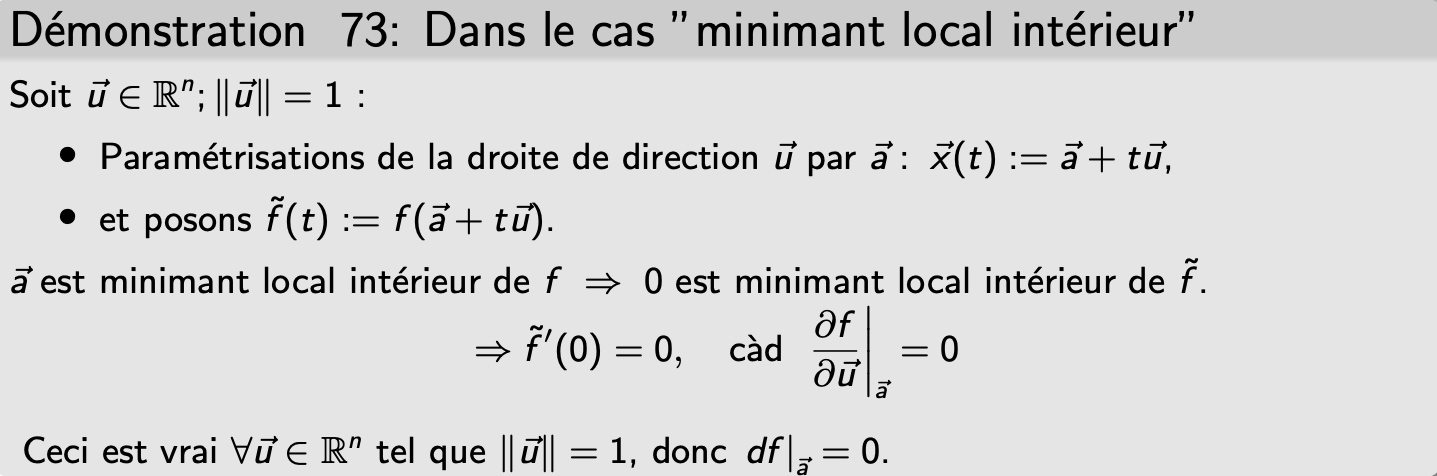 Démonstration 73: Dans le cas "minimant local intérieur"
Soit $\vec{u} \in \mathbb{R}^n; \|\vec{u}\| = 1$ :
• Paramétrisations de la droite de direction $\vec{u}$ par $\vec{a}$ : $\vec{x}(t) := \vec{a} + t\vec{u}$,
• et posons $\tilde{f}(t) := f(\vec{a} + t\vec{u})$.
$\vec{a}$ est minimant local intérieur de $f$ $\Rightarrow$ 0 est minimant local intérieur de $\tilde{f}$.
$\Rightarrow \tilde{f}'(0) = 0$, càd $\left.\frac{\partial f}{\partial \vec{u}}\right|_{\vec{a}} = 0$
Ceci est vrai $\forall \vec{u} \in \mathbb{R}^n$ tel que $\|\vec{u}\| = 1$, donc $df|_{\vec{a}} = 0$.